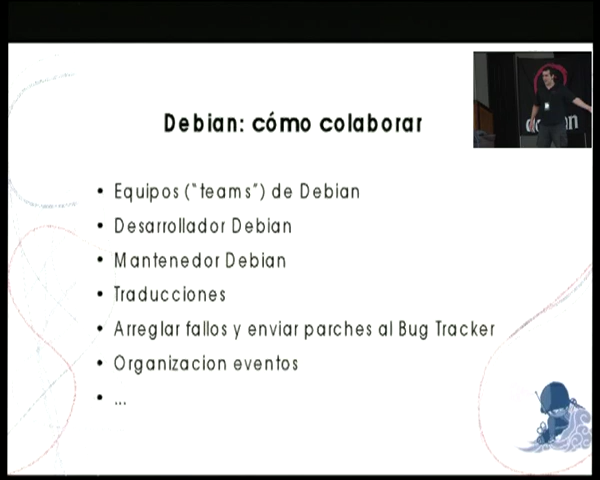 Debian: cómo colaborar
• Equipos ("teams") de Debian
• Desarrollador Debian
• Mantenedor Debian
• Traducciones
• Arreglar fallos y enviar parches al Bug Tracker
• Organizacion eventos
• ...